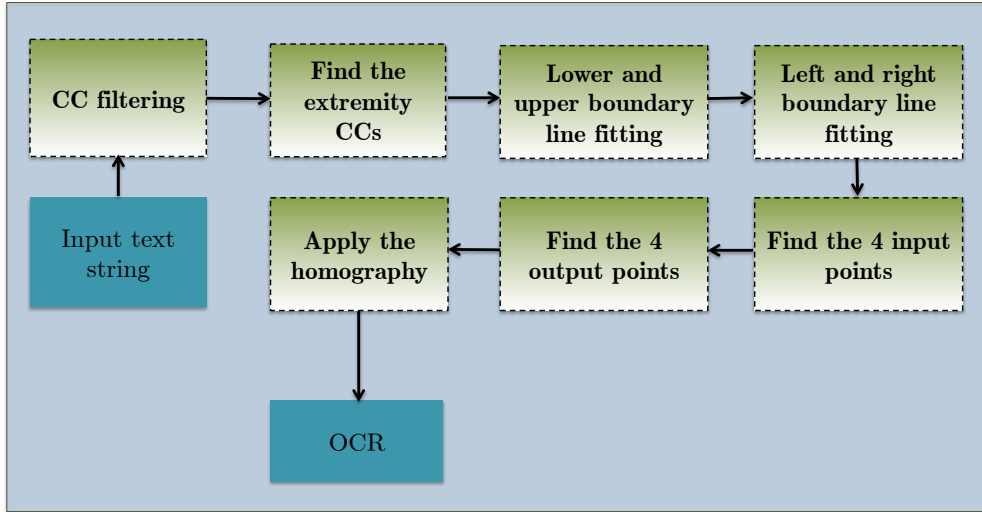 CC filtering
Find the
extremity
CCs
Lower and
upper boundary
line fitting
Left and right
boundary line
fitting
Input text
string
Apply the
homography
Find the 4
output points
Find the 4 input
points
OCR